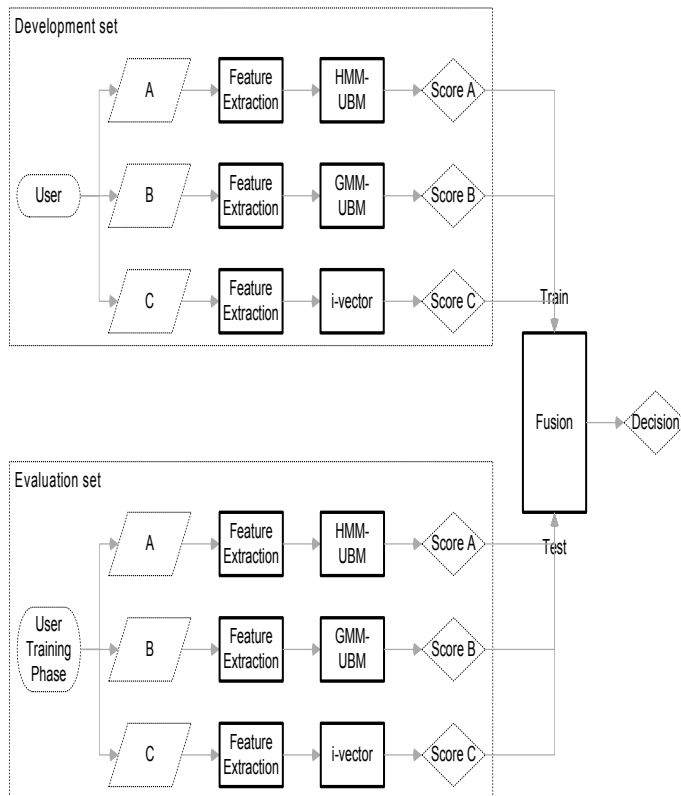 Development set
A
Feature
Extraction
HMM-
UBM
Score A
User
B
Feature
Extraction
GMM-
UBM
Score B
C
Feature
Extraction
i-vector
Score C
Train
Fusion
Decision
Evaluation set
A
Feature
Extraction
HMM-
UBM
Score A
Test
User
Training
Phase
B
Feature
Extraction
GMM-
UBM
Score B
C
Feature
Extraction
i-vector
Score C